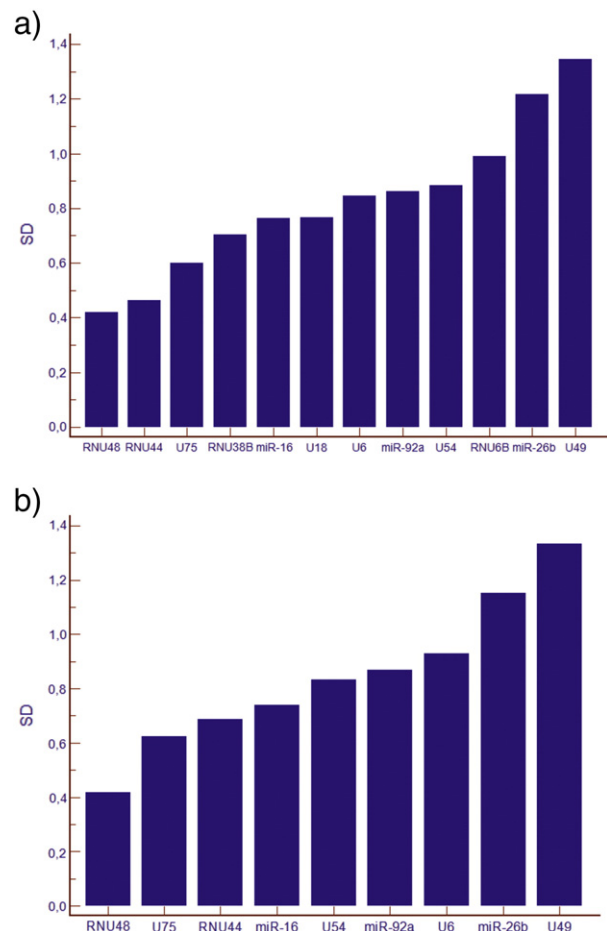 a)
1,4
1,2
1,0
0,8
0,6
0,4
0,2
0,0
SD
RNU48 RNU44 U75 RNU38B miR-16 U18 U6 miR-92a U54 RNU6B miR-26b U49
b)
1,4
1,2
1,0
0,8
0,6
0,4
0,2
0,0
SD
RNU48 U75 RNU44 miR-16 U54 miR-92a U6 miR-26b U49